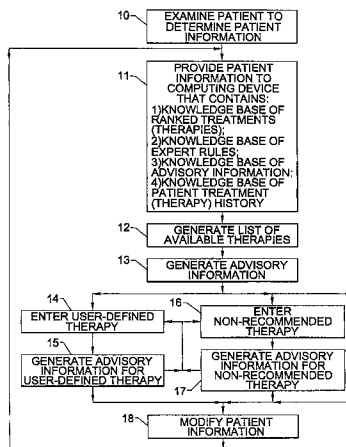 10
EXAMINE PATIENT TO
DETERMINE PATIENT
INFORMATION
11
PROVIDE PATIENT
INFORMATION TO
COMPUTING DEVICE
THAT CONTAINS:
1)KNOWLEDGE BASE OF
RANKED TREATMENTS
(THERAPIES);
2)KNOWLEDGE BASE OF
EXPERT RULES;
3)KNOWLEDGE BASE OF
ADVISORY INFORMATION;
4)KNOWLEDGE BASE OF
PATIENT TREATMENT
(THERAPY) HISTORY
12
GENERATE LIST OF
AVAILABLE THERAPIES
13
GENERATE ADVISORY
INFORMATION
14
ENTER USER-DEFINED
THERAPY
16
ENTER
NON-RECOMMENDED
THERAPY
15
GENERATE ADVISORY
INFORMATION FOR
USER-DEFINED THERAPY
GENERATE ADVISORY
INFORMATION FOR
NON-RECOMMENDED
THERAPY
17
18
MODIFY PATIENT
INFORMATION